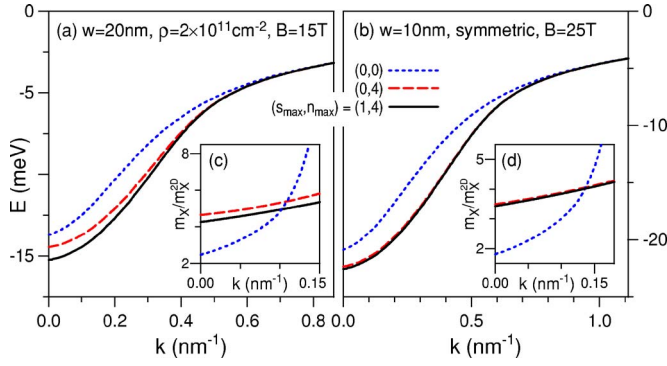 (a) w=20nm, ρ=2×10¹¹cm⁻², B=15T
(b) w=10nm, symmetric, B=25T
(0,0)
(0,4)
(s_max,n_max) = (1,4)
0
-5
-15
E (meV)
0.0
0.2
0.4
0.6
0.8
k (nm⁻¹)
(c)
8
2
m_X/m_X^2D
0.00
0.15
k (nm⁻¹)
(d)
5
2
m_X/m_X^2D
0.00
0.15
k (nm⁻¹)
0
-10
-20
0.0
0.5
1.0
k (nm⁻¹)